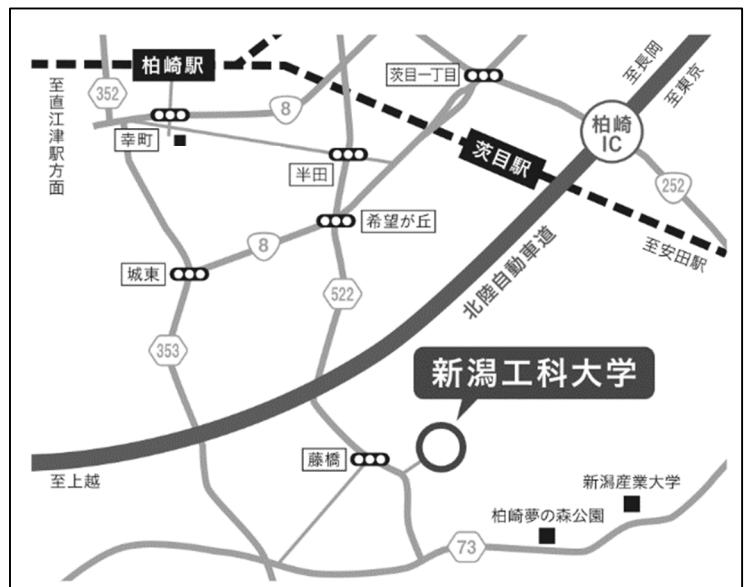 柏崎駅
茨目一丁目
至長岡
至東京
352
8
柏崎
IC
至直江津駅方面
幸町
半田
茨目駅
252
希望が丘
8
至安田駅
城東
522
北陸自動車道
353
新潟工科大学
藤橋
至上越
新潟産業大学
柏崎夢の森公園
73